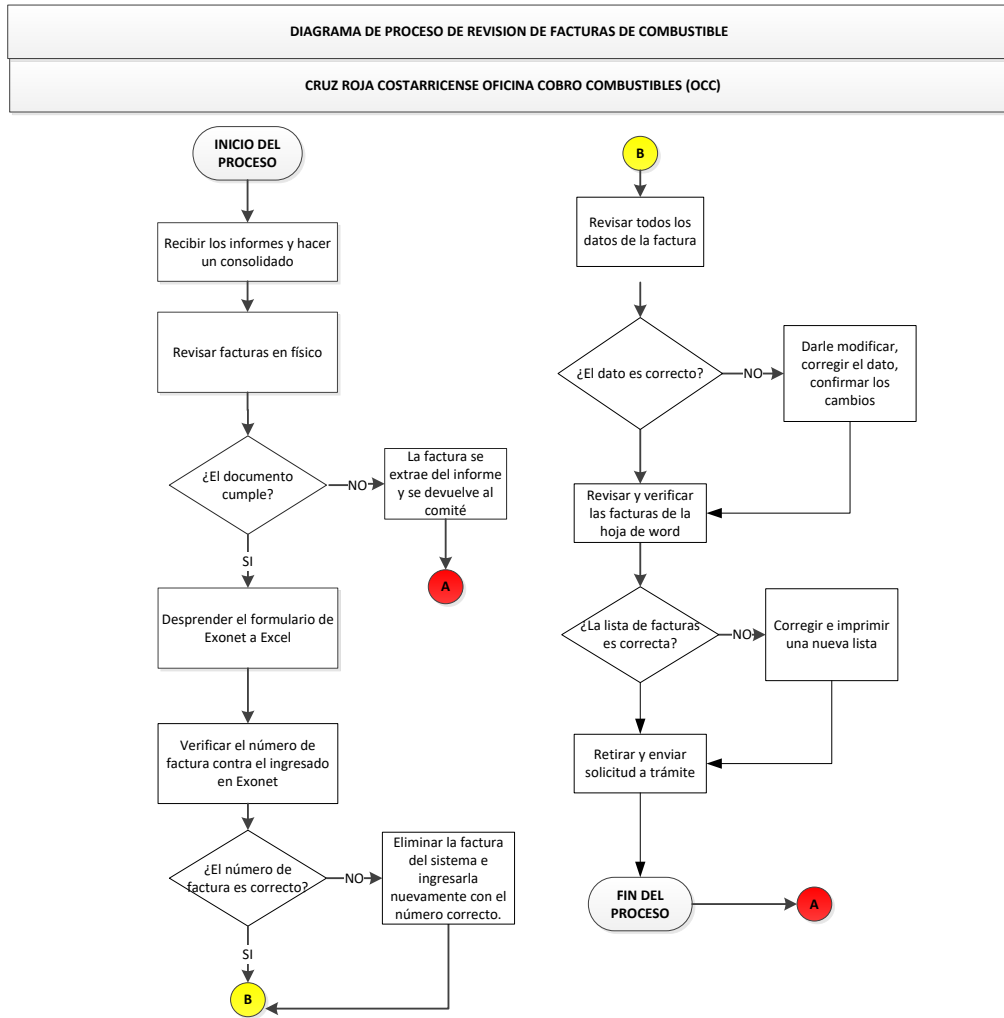 DIAGRAMA DE PROCESO DE REVISION DE FACTURAS DE COMBUSTIBLE
CRUZ ROJA COSTARRICENSE OFICINA COBRO COMBUSTIBLES (OCC)
INICIO DEL
PROCESO
Recibir los informes y hacer
un consolidado
Revisar facturas en físico
¿El documento
cumple?
NO
La factura se
extrae del informe
y se devuelve al
comité
A
SI
Desprender el formulario de
Exonet a Excel
Verificar el número de
factura contra el ingresado
en Exonet
¿El número de
factura es correcto?
NO
Eliminar la factura
del sistema e
ingresarla
nuevamente con el
número correcto.
SI
B
B
Revisar todos los
datos de la factura
¿El dato es correcto?
NO
Darle modificar,
corregir el dato,
confirmar los
cambios
Revisar y verificar
las facturas de la
hoja de word
¿La lista de facturas
es correcta?
NO
Corregir e imprimir
una nueva lista
Retirar y enviar
solicitud a trámite
FIN DEL
PROCESO
A